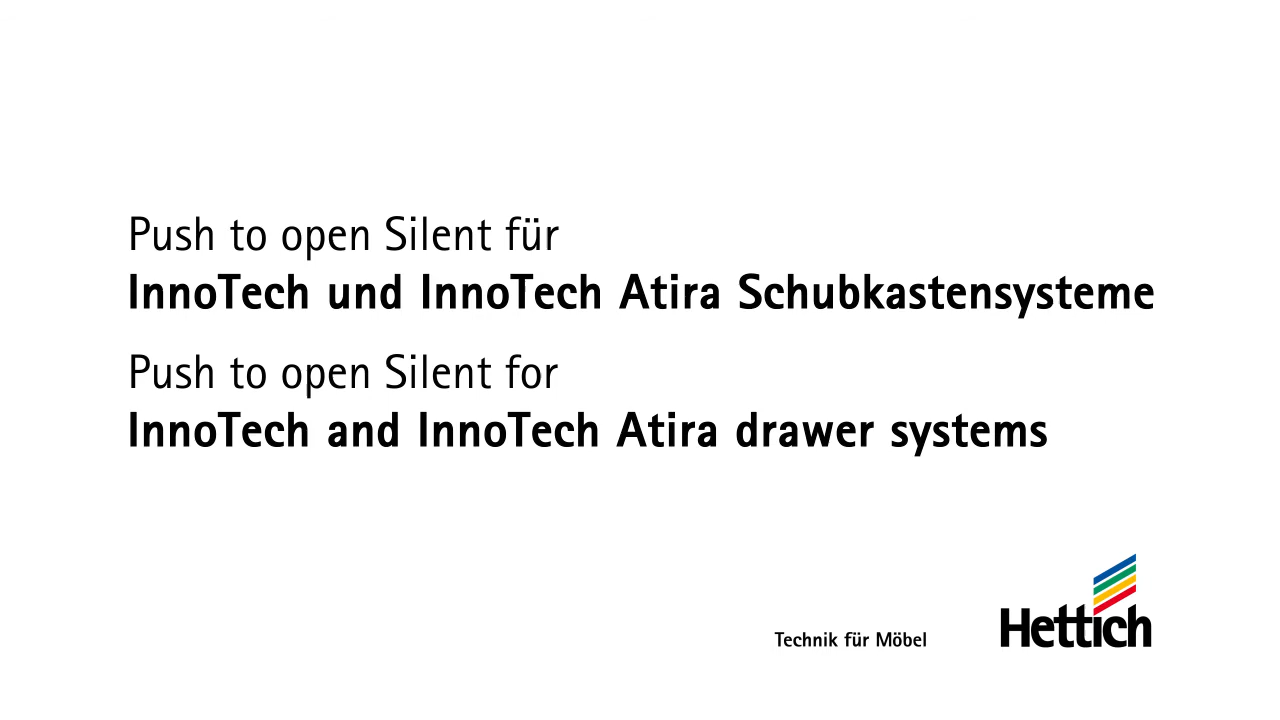 Push to open Silent für
InnoTech und InnoTech Atira Schubkastensysteme
Push to open Silent for
InnoTech and InnoTech Atira drawer systems
Technik für Möbel
Hettich